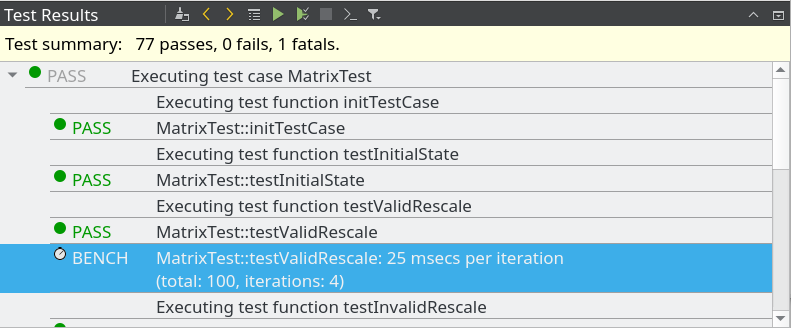 Test Results
Test summary: 77 passes, 0 fails, 1 fatals.
PASS Executing test case MatrixTest
Executing test function initTestCase
PASS MatrixTest::initTestCase
Executing test function testInitialState
PASS MatrixTest::testInitialState
Executing test function testValidRescale
PASS MatrixTest::testValidRescale
BENCH MatrixTest::testValidRescale: 25 msecs per iteration
(total: 100, iterations: 4)
Executing test function testInvalidRescale